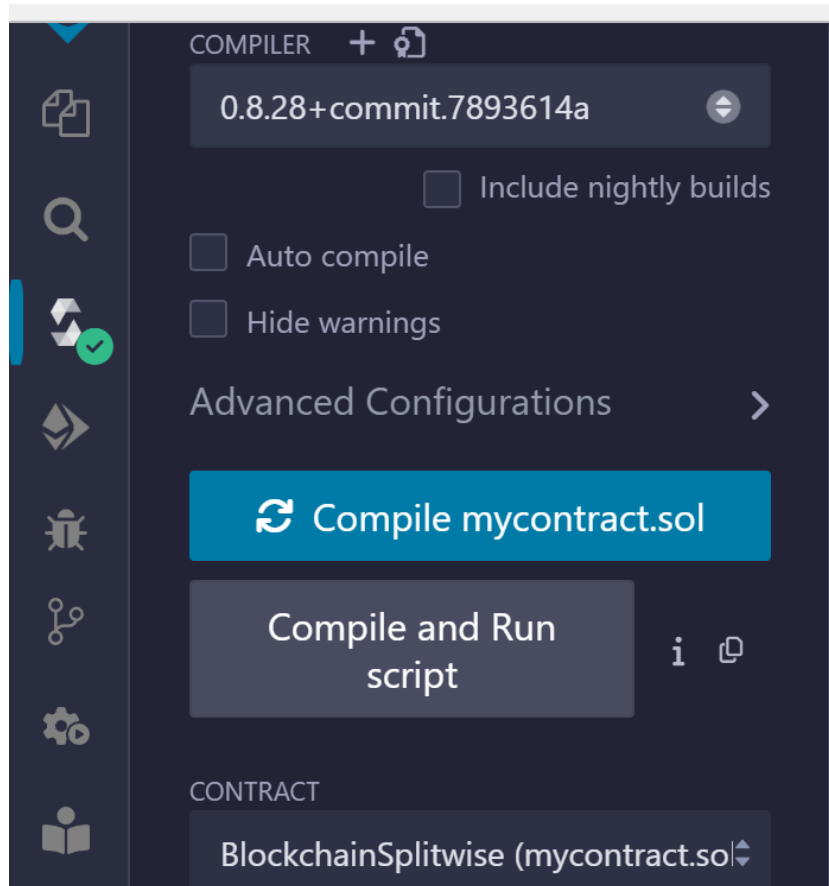 COMPILER
0.8.28+commit.7893614a
Include nightly builds
Auto compile
Hide warnings
Advanced Configurations
Compile mycontract.sol
Compile and Run
script
CONTRACT
BlockchainSplitwise (mycontract.sol